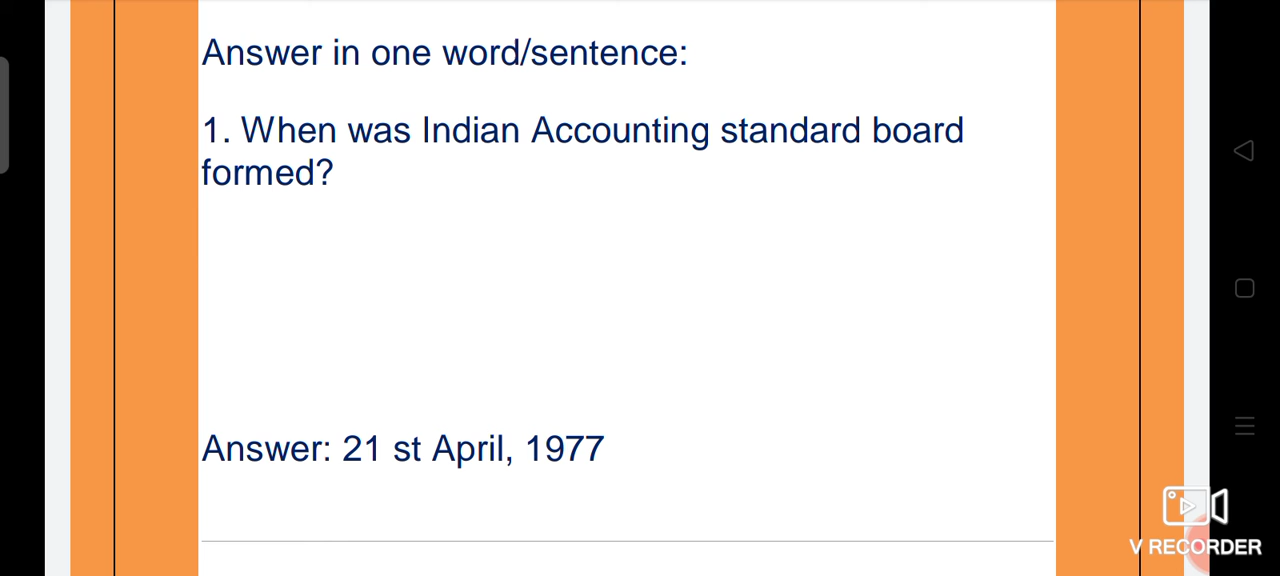 Answer in one word/sentence:
1. When was Indian Accounting standard board
formed?
Answer: 21 st April, 1977
V RECORDER